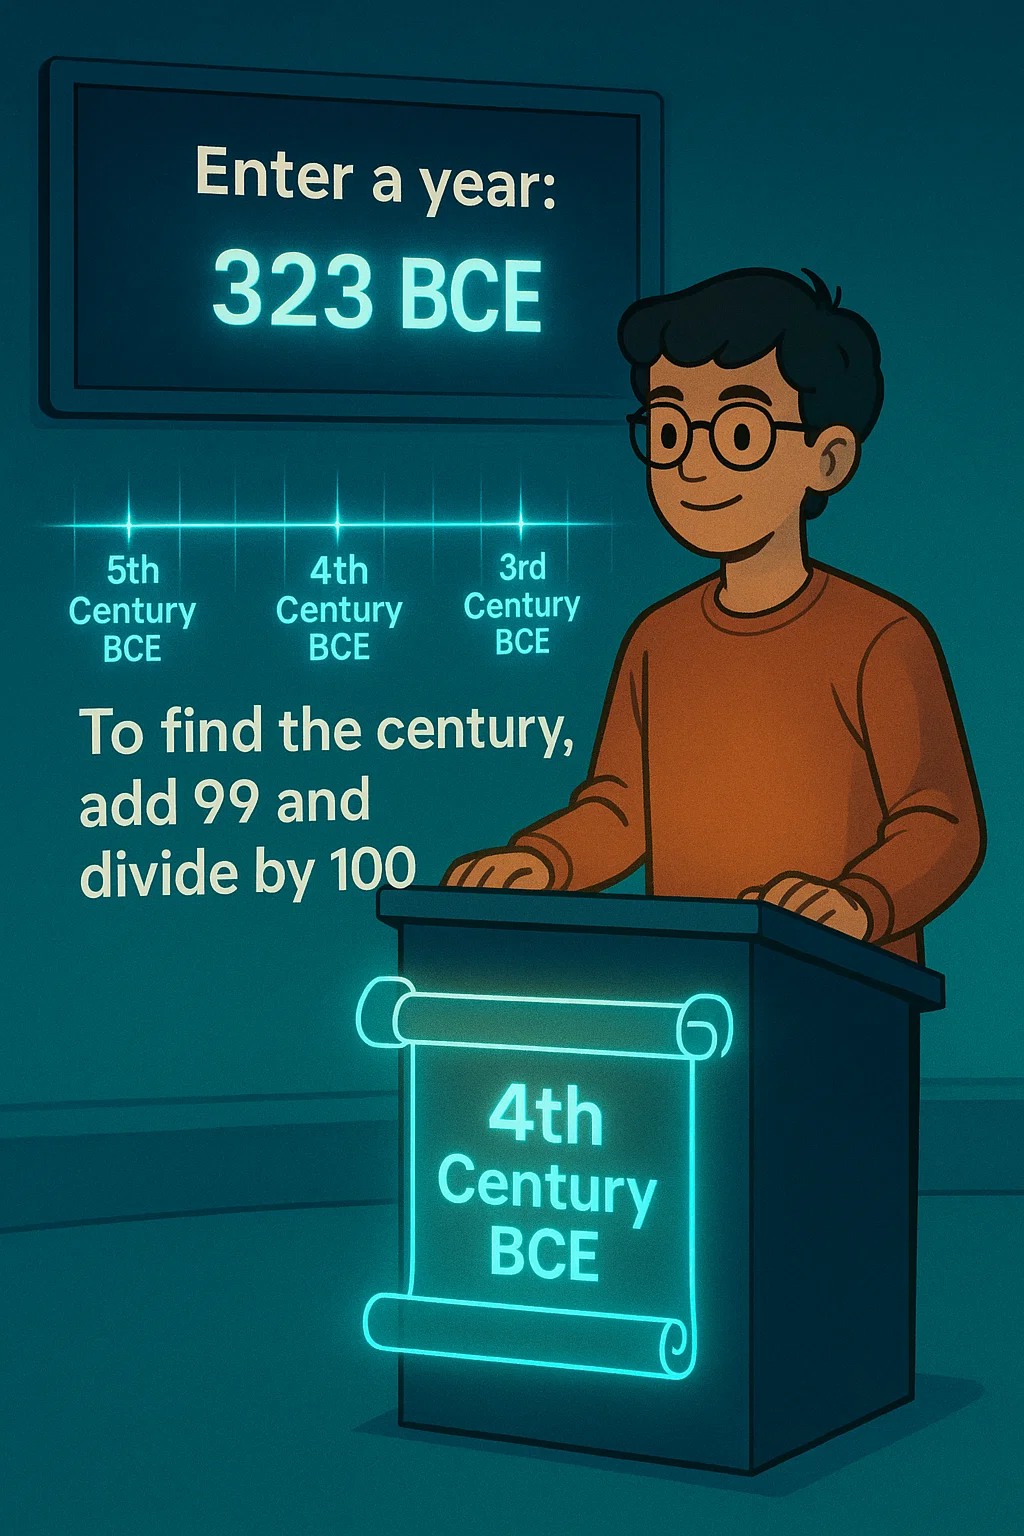 Enter a year:
323 BCE
5th
Century
BCE
4th
Century
BCE
3rd
Century
BCE
To find the century,
add 99 and
divide by 100
4th
Century
BCE